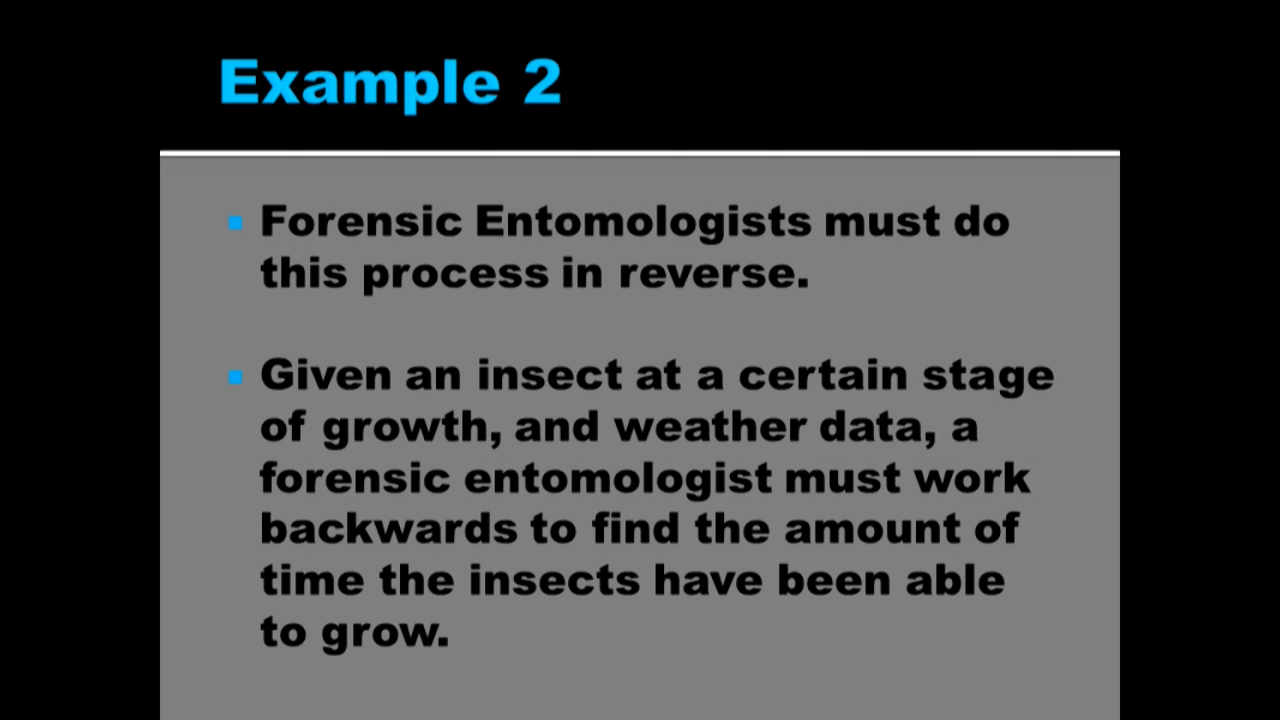 Example 2
Forensic Entomologists must do
this process in reverse.
Given an insect at a certain stage
of growth, and weather data, a
forensic entomologist must work
backwards to find the amount of
time the insects have been able
to grow.